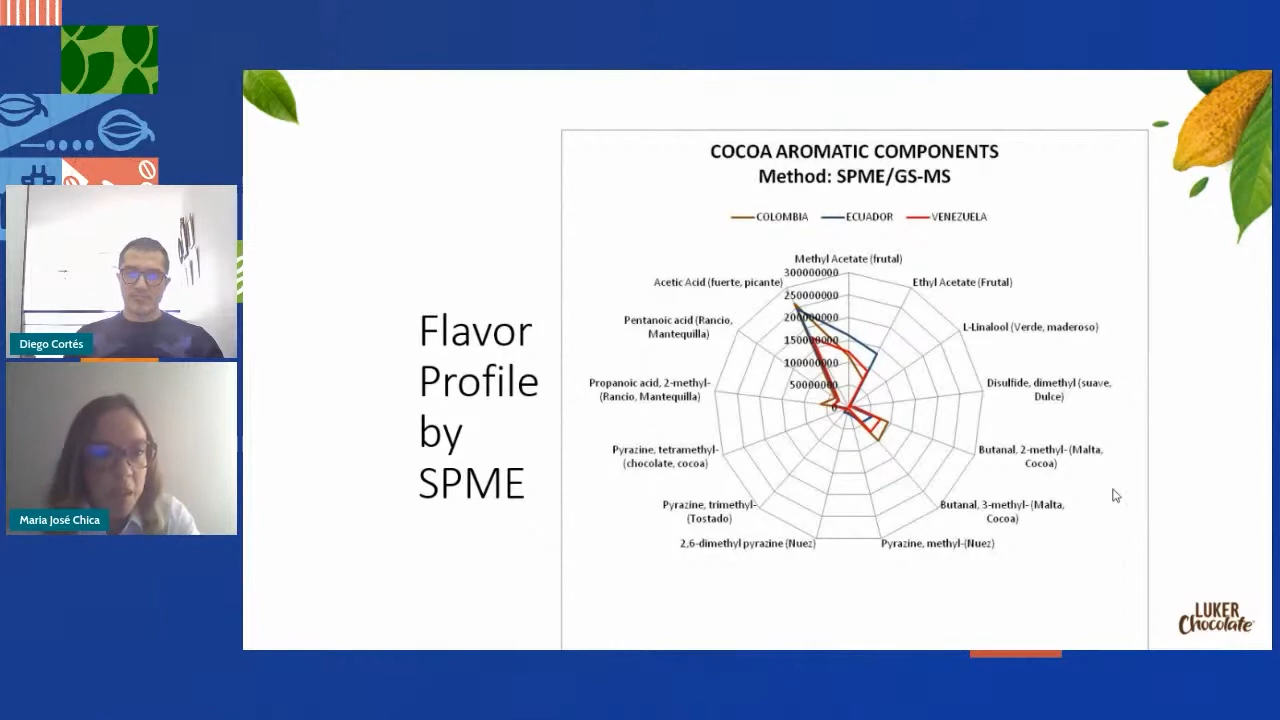 COCOA AROMATIC COMPONENTS
Method: SPME/GS-MS
COLOMBIA
ECUADOR
VENEZUELA
Methyl Acetate (frutal)
300000000
250000000
200000000
150000000
100000000
50000000
0
Ethyl Acetate (Frutal)
L-Linalool (Verde, maderoso)
Disulfide, dimethyl (suave,
Dulce)
Butanal, 2-methyl- (Malta,
Cocoa)
Butanal, 3-methyl- (Malta,
Cocoa)
Pyrazine, methyl-(Nuez)
2,6-dimethyl pyrazine (Nuez)
Pyrazine, trimethyl-
(Tostado)
Pyrazine, tetramethyl-
(chocolate, cocoa)
Propanoic acid, 2-methyl-
(Rancio, Mantequilla)
Pentanoic acid (Rancio,
Mantequilla)
Acetic Acid (fuerte, picante)
Flavor
Profile
by
SPME
Diego Cortés
Maria José Chica
LUKER
Chocolate